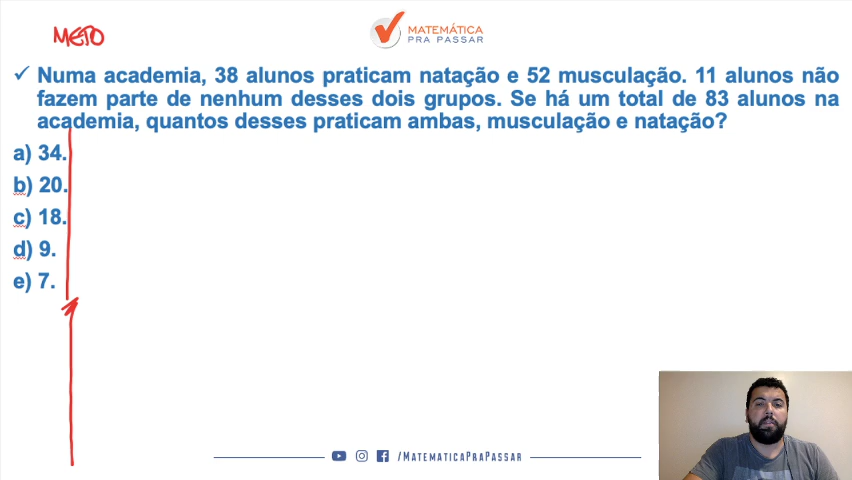 METO
MATEMÁTICA
PRA PASSAR
✓ Numa academia, 38 alunos praticam natação e 52 musculação. 11 alunos não
fazem parte de nenhum desses dois grupos. Se há um total de 83 alunos na
academia, quantos desses praticam ambas, musculação e natação?
a) 34.
b) 20.
c) 18.
d) 9.
e) 7.
/MATEMATICAPRAPASSAR